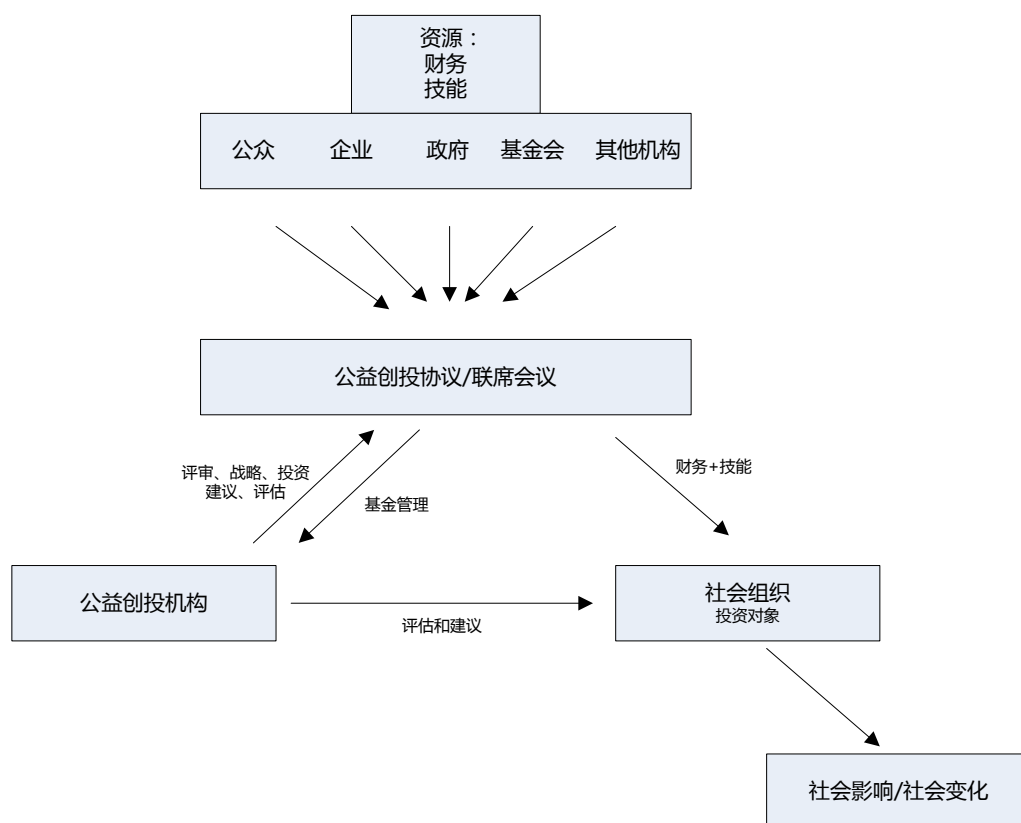 资源：
财务
技能
公众 企业 政府 基金会 其他机构
公益创投协议/联席会议
评审、战略、投资
建议、评估
基金管理
财务+技能
公益创投机构
评估和建议
社会组织
投资对象
社会影响/社会变化